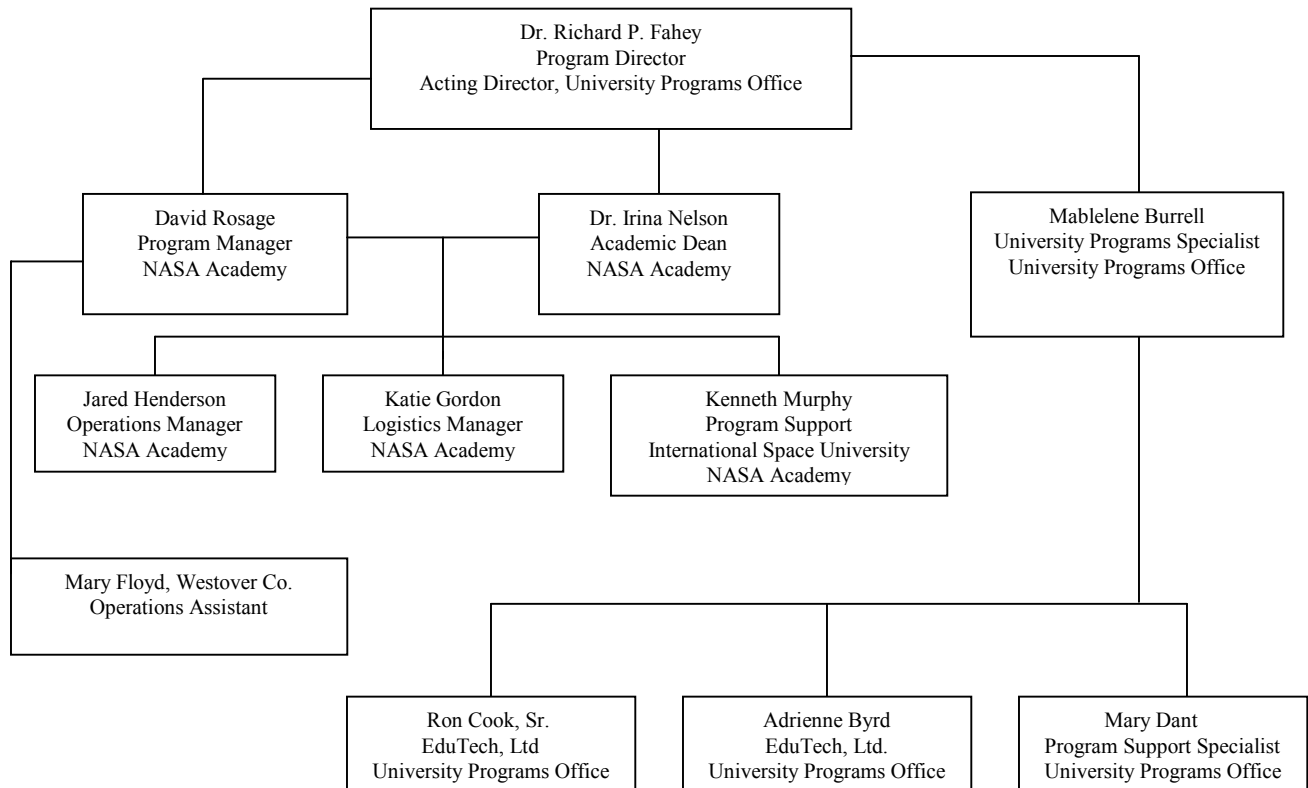 Dr. Richard P. Fahey
Program Director
Acting Director, University Programs Office
David Rosage
Program Manager
NASA Academy
Dr. Irina Nelson
Academic Dean
NASA Academy
Mablelene Burrell
University Programs Specialist
University Programs Office
Jared Henderson
Operations Manager
NASA Academy
Katie Gordon
Logistics Manager
NASA Academy
Kenneth Murphy
Program Support
International Space University
NASA Academy
Mary Floyd, Westover Co.
Operations Assistant
Ron Cook, Sr.
EduTech, Ltd
University Programs Office
Adrienne Byrd
EduTech, Ltd.
University Programs Office
Mary Dant
Program Support Specialist
University Programs Office